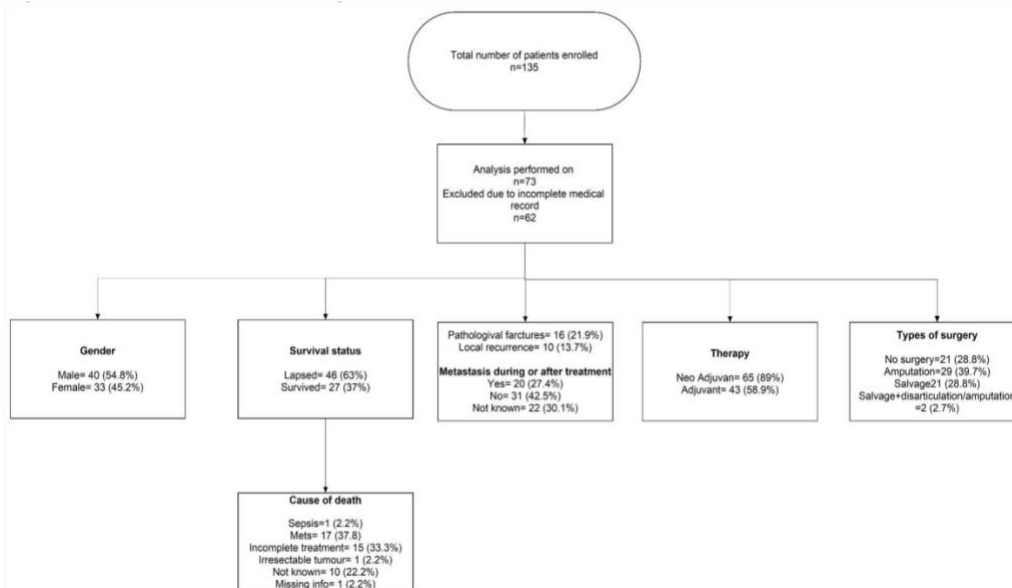 Total number of patients enrolled
n=135
Analysis performed on
n=73
Excluded due to incomplete medical
record
n=62
Gender
Male= 40 (54.8%)
Female= 33 (45.2%)
Survival status
Lapsed= 46 (63%)
Survived= 27 (37%)
Pathologival farctures= 16 (21.9%)
Local recurrence= 10 (13.7%)
Metastasis during or after treatment
Yes= 20 (27.4%)
No= 31 (42.5%)
Not known= 22 (30.1%)
Therapy
Neo Adjuvan= 65 (89%)
Adjuvant= 43 (58.9%)
Types of surgery
No surgery=21 (28.8%)
Amputation=29 (39.7%)
Salvage21 (28.8%)
Salvage+disarticulation/amputation
=2 (2.7%)
Cause of death
Sepsis=1 (2.2%)
Mets= 17 (37.8)
Incomplete treatment= 15 (33.3%)
Irresectable tumour= 1 (2.2%)
Not known= 10 (22.2%)
Missing info= 1 (2.2%)